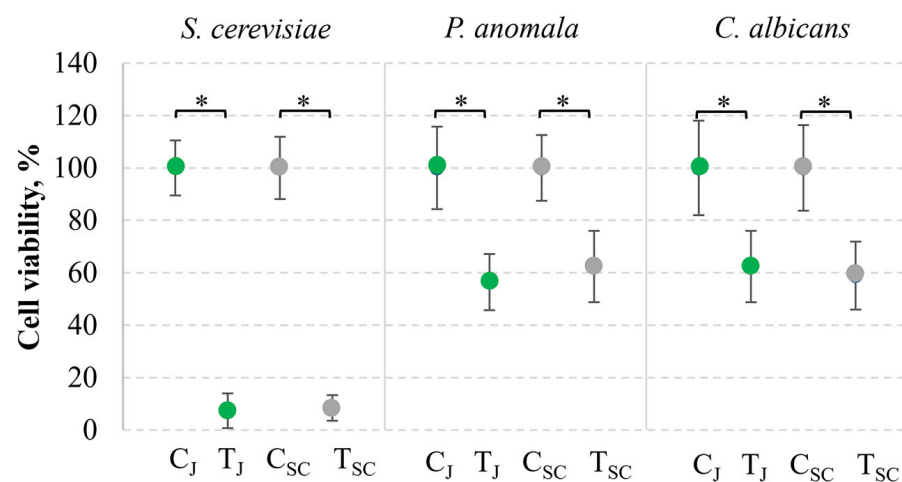 S. cerevisiae P. anomala C. albicans
Cell viability, %
140
120
100
80
60
40
20
0
* * * * * *
CJ TJ CSC TSC CJ TJ CSC TSC CJ TJ CSC TSC